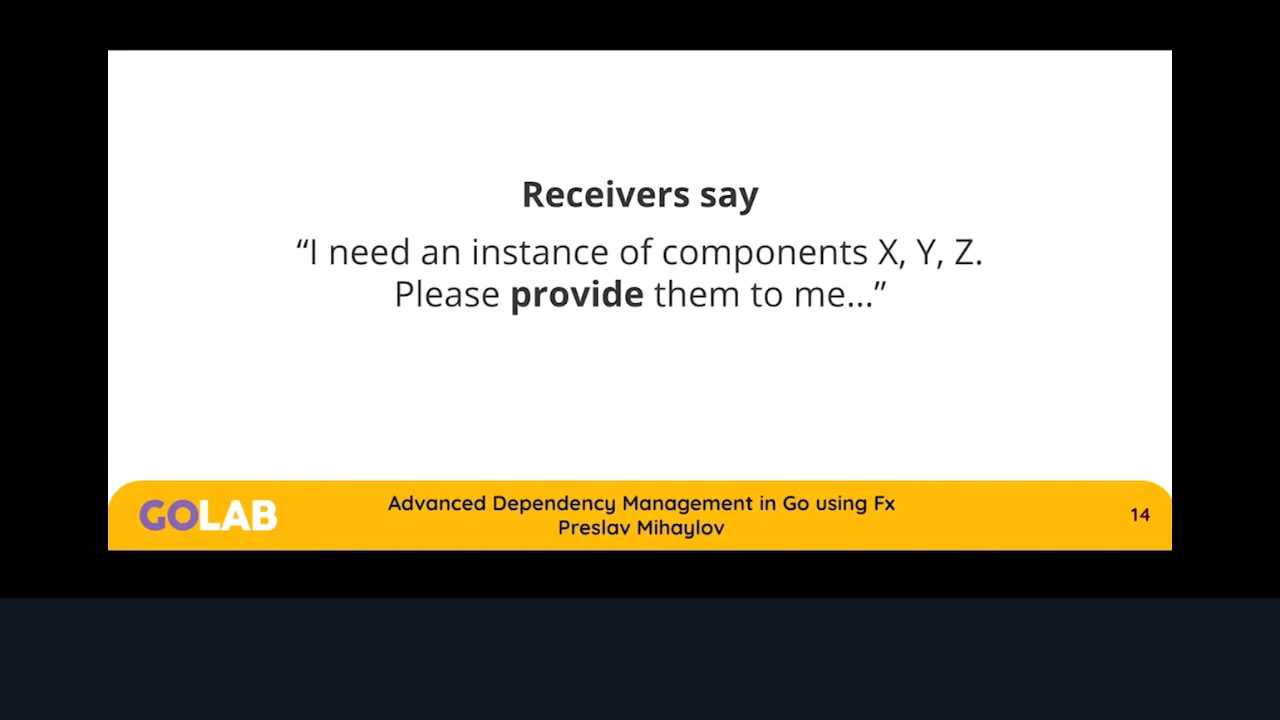 Receivers say
“I need an instance of components X, Y, Z.
Please provide them to me...”
GOLAB
Advanced Dependency Management in Go using Fx
Preslav Mihaylov
14